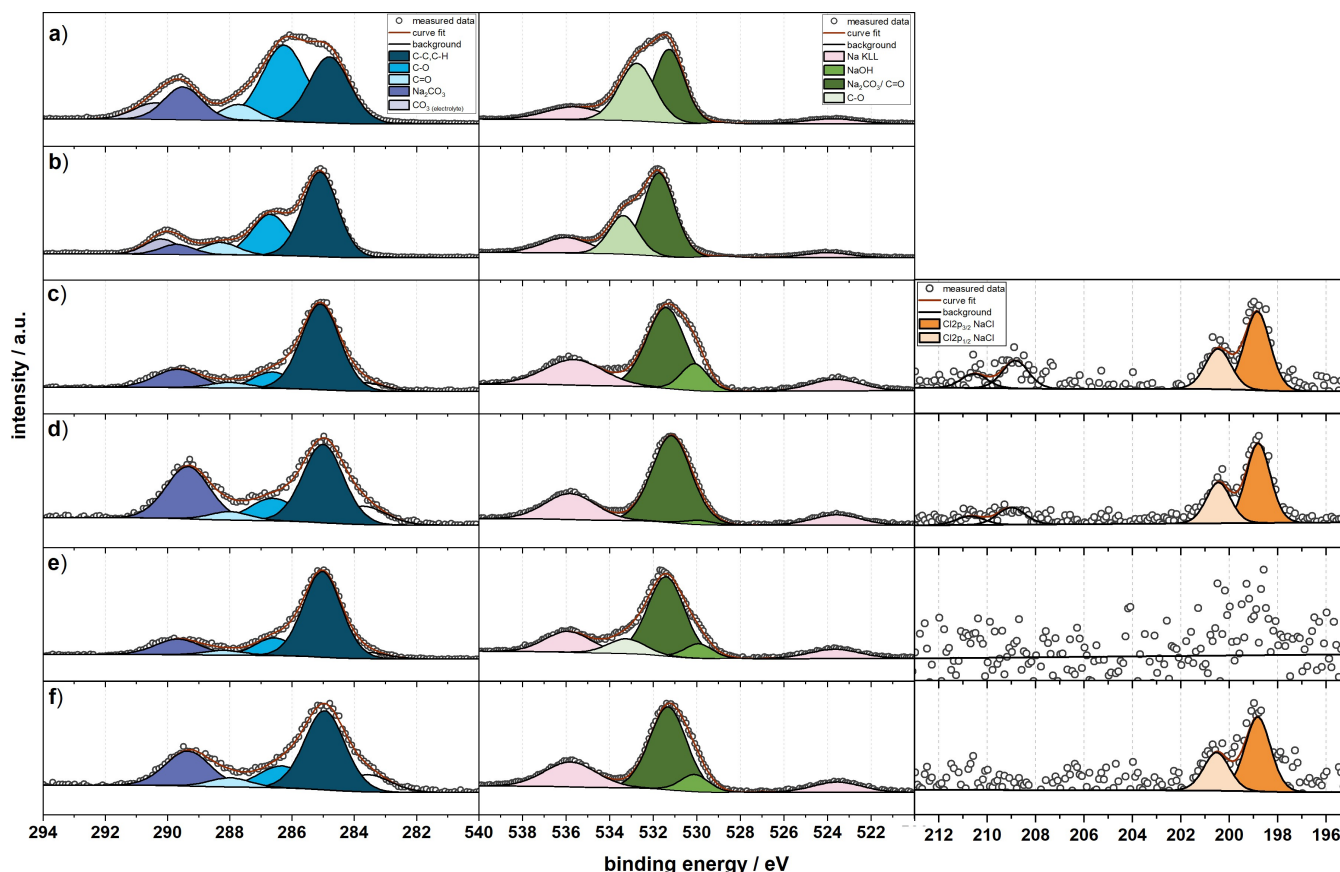 a)
measured data
curve fit
background
C-C,C-H
C-O
C=O
Na₂CO₃
CO₃ (electrolyte)
measured data
curve fit
background
Na KLL
NaOH
Na₂CO₃/ C=O
C-O
b)
c)
measured data
curve fit
background
Cl2p₃/₂ NaCl
Cl2p₁/₂ NaCl
d)
e)
f)
intensity / a.u.
294 292 290 288 286 284 282 540 538 536 534 532 530 528 526 524 522 212 210 208 206 204 202 200 198 196
binding energy / eV